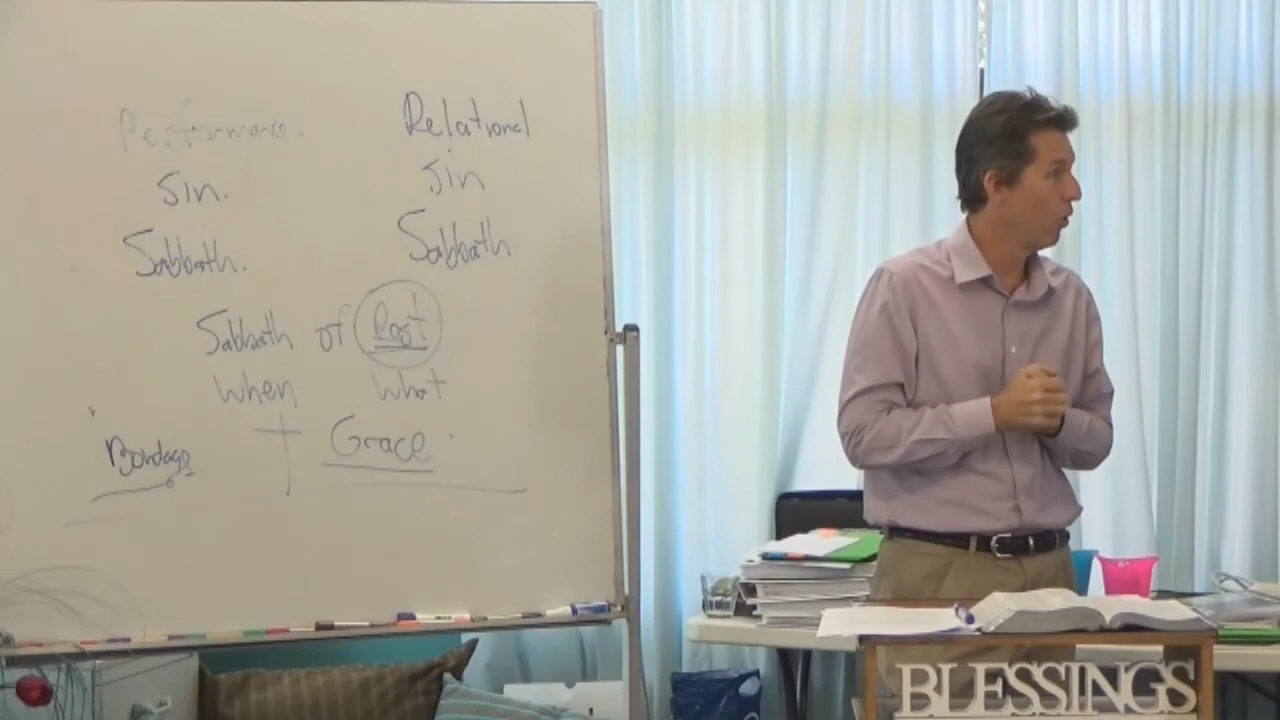 Performance. Relational
Sin. Sin
Sabbath. Sabbath
Sabbath of Rest
When What
Bondage Grace
BLESSINGS